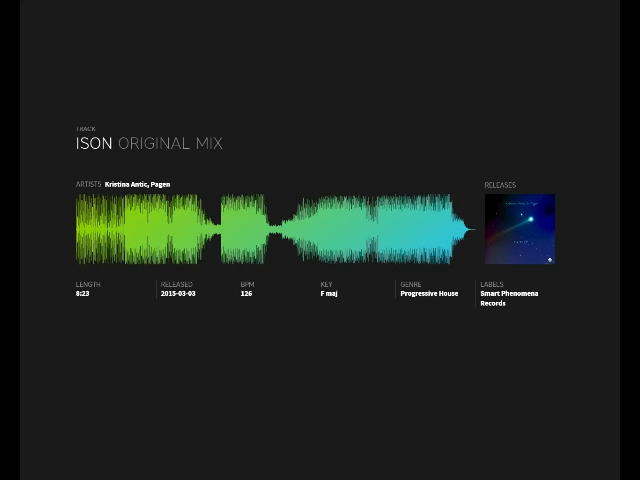 TRACK
ISON ORIGINAL MIX
ARTISTS Kristina Antic, Pagen
RELEASES
LENGTH RELEASED BPM KEY GENRE LABELS
8:23 2015-03-03 126 F maj Progressive House Smart Phenomena
Records